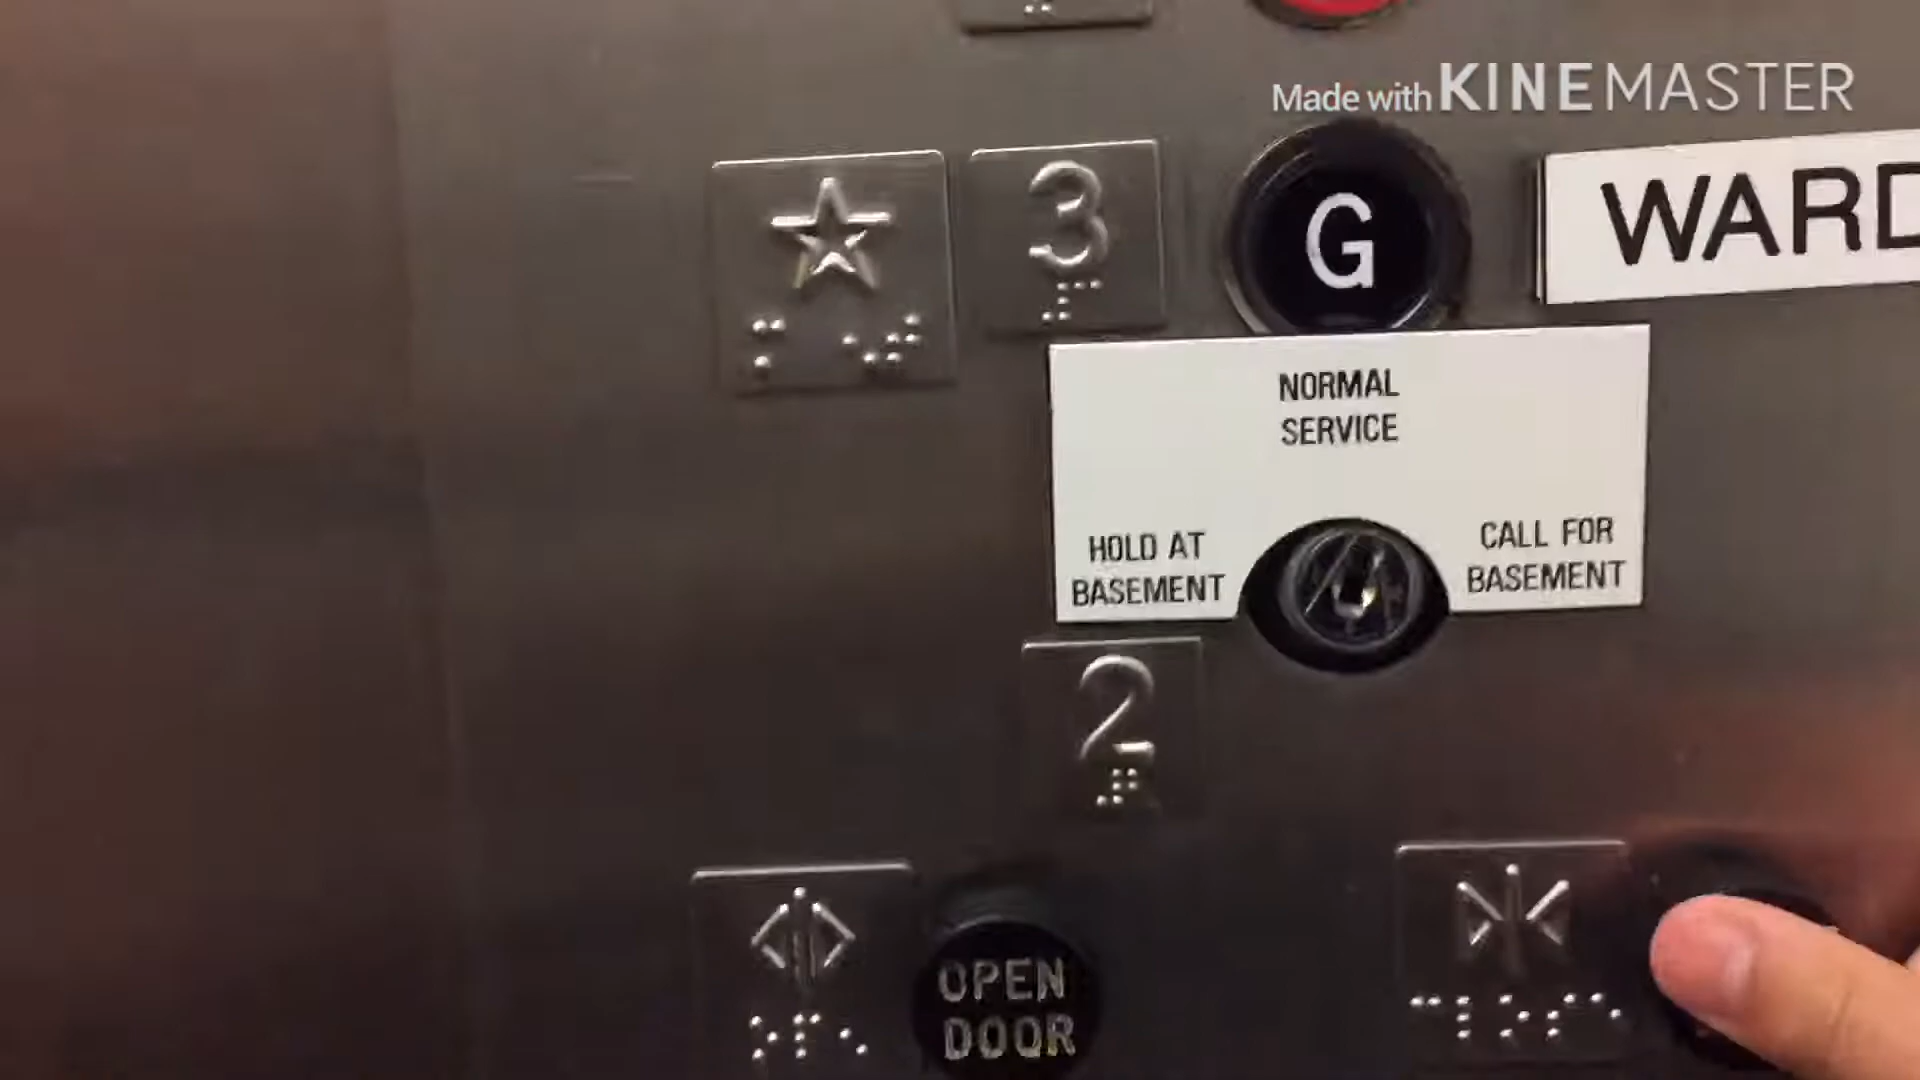 Made with KINEMASTER
3
G
WARD
NORMAL
SERVICE
HOLD AT
BASEMENT
CALL FOR
BASEMENT
2
OPEN
DOOR